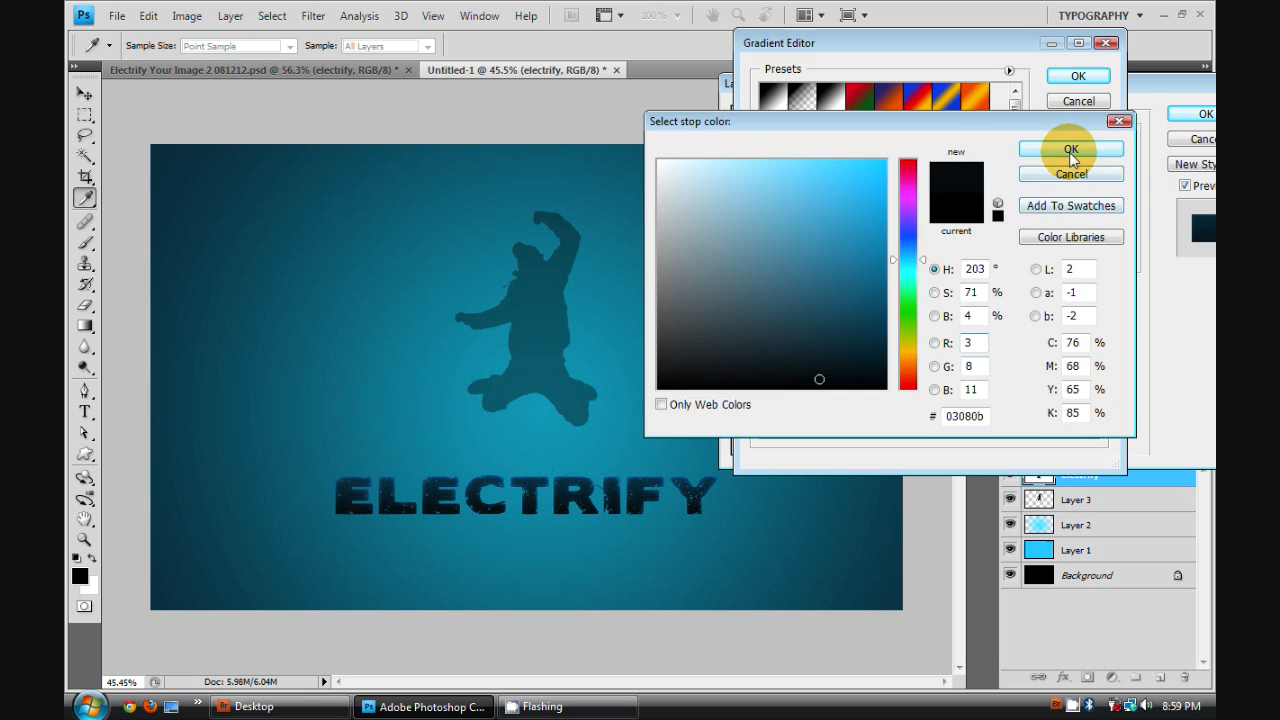 Ps File Edit Image Layer Select Filter Analysis 3D View Window Help Br 100% TYPOGRAPHY
Sample Size: Point Sample Sample: All Layers
Electrify Your Image 2 081212.psd @ 56.3% (electrify, RGB/8) * Untitled-1 @ 45.5% (electrify, RGB/8) *
Gradient Editor
Presets
OK
Cancel
OK
New Sty
Previ
Select stop color:
new
current
OK
Cancel
Add To Swatches
Color Libraries
H: 203 ° L: 2
S: 71 % a: -1
B: 4 % b: -2
R: 3 C: 76 %
G: 8 M: 68 %
B: 11 Y: 65 %
# 03080b K: 85 %
Only Web Colors
ELECTRIFY
Layer 3
Layer 2
Layer 1
Background
45.45% Doc: 5.98M/6.04M
Desktop Adobe Photoshop C... Flashing Br 8:59 PM